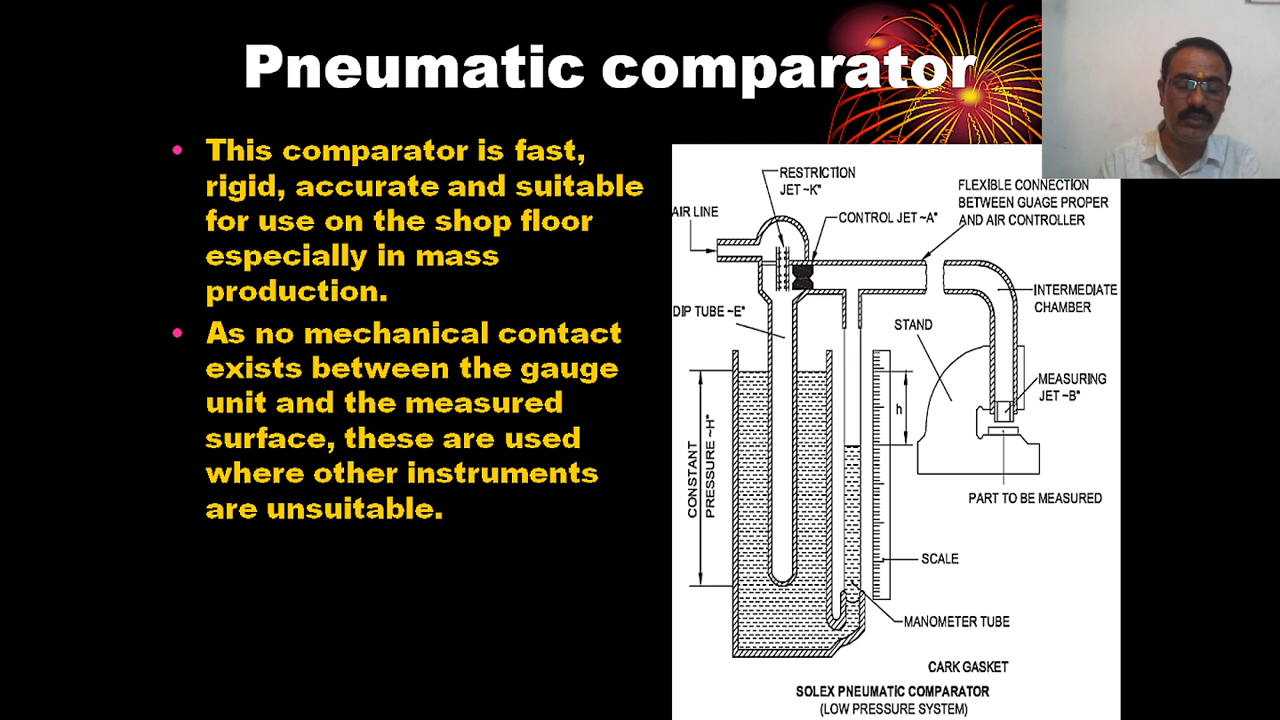 Pneumatic comparator
• This comparator is fast,
rigid, accurate and suitable
for use on the shop floor
especially in mass
production.
• As no mechanical contact
exists between the gauge
unit and the measured
surface, these are used
where other instruments
are unsuitable.
RESTRICTION
JET ~K"
AIR LINE
CONTROL JET ~A"
FLEXIBLE CONNECTION
BETWEEN GUAGE PROPER
AND AIR CONTROLLER
INTERMEDIATE
CHAMBER
DIP TUBE ~E"
STAND
MEASURING
JET ~B"
h
CONSTANT
PRESSURE ~H"
PART TO BE MEASURED
SCALE
MANOMETER TUBE
CARK GASKET
SOLEX PNEUMATIC COMPARATOR
(LOW PRESSURE SYSTEM)